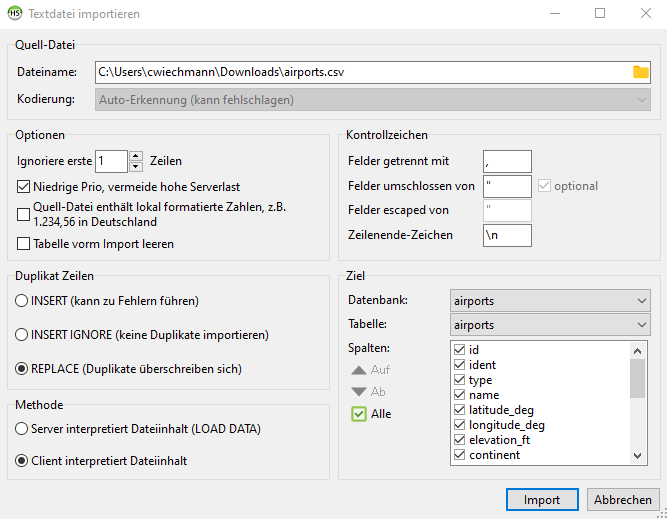 HS Textdatei importieren
Quell-Datei
Dateiname: C:\Users\cwiechmann\Downloads\airports.csv
Kodierung: Auto-Erkennung (kann fehlschlagen)
Optionen
Ignoriere erste 1 Zeilen
Niedrige Prio, vermeide hohe Serverlast
Quell-Datei enthält lokal formatierte Zahlen, z.B.
1.234,56 in Deutschland
Tabelle vorm Import leeren
Kontrollzeichen
Felder getrennt mit ,
Felder umschlossen von " optional
Felder escaped von "
Zeilenende-Zeichen \n
Duplikat Zeilen
INSERT (kann zu Fehlern führen)
INSERT IGNORE (keine Duplikate importieren)
REPLACE (Duplikate überschreiben sich)
Methode
Server interpretiert Dateiinhalt (LOAD DATA)
Client interpretiert Dateiinhalt
Ziel
Datenbank: airports
Tabelle: airports
Spalten:
Auf
Ab
Alle
id
ident
type
name
latitude_deg
longitude_deg
elevation_ft
continent
Import Abbrechen